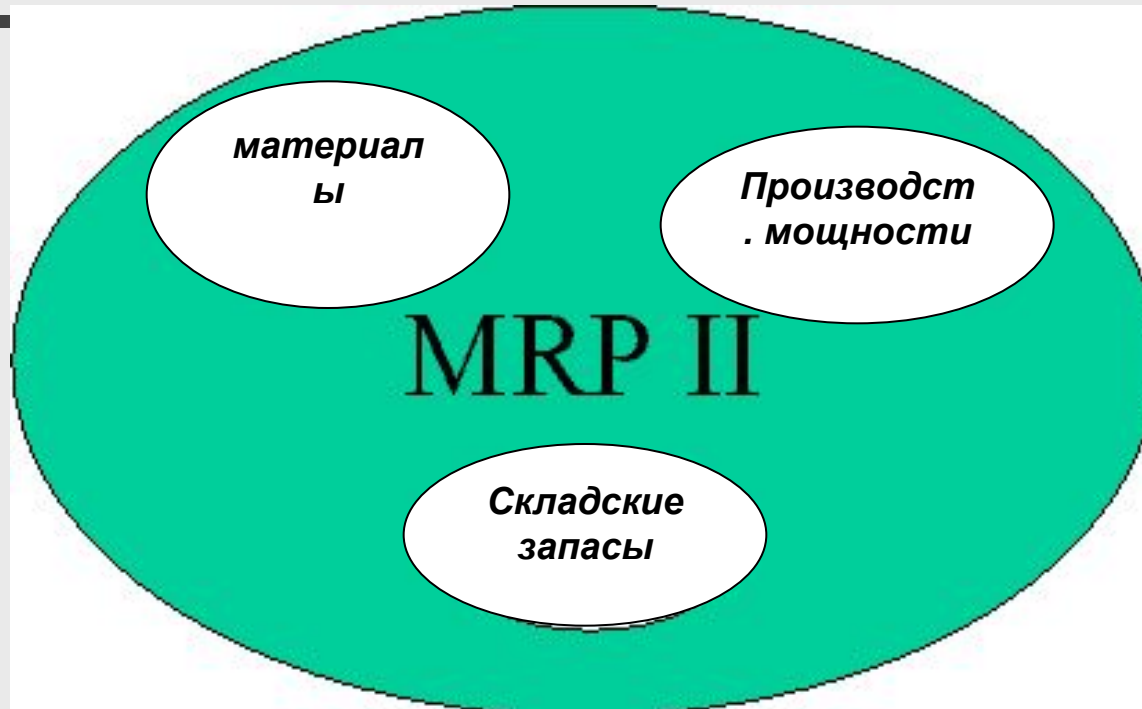 материал
ы
Производст
. мощности
MRP II
Складские
запасы